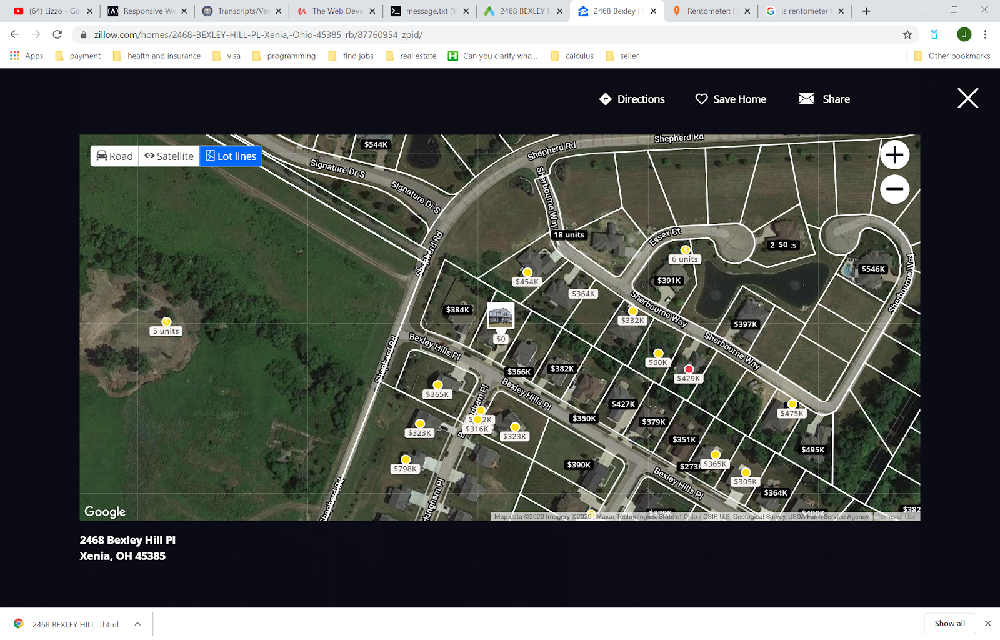 (64) Lizzo - Go
Responsive We
Transcripts/Ver
The Web Deve
message.txt (Y
2468 BEXLEY H
2468 Bexley Hi
Rentometer: H
is rentometer f
zillow.com/homes/2468-BEXLEY-HILL-PL-Xenia,-Ohio-45385_rb/87760954_zpid/
J
Apps
payment
health and insurance
visa
programming
find jobs
real estate
Can you clarify wha...
calculus
seller
Other bookmarks
Directions
Save Home
Share
Road
Satellite
Lot lines
$544K
Shepherd Rd
Shepherd Rd
Signature Dr S
Signature Dr S
Sherbourne Way
18 units
Essex Ct
2 $0 ts
6 units
$546K
Shepherd Rd
$454K
$391K
$364K
Sherbourne Way
$384K
$332K
Sherbourne Way
$397K
5 units
$0
Bexley Hills Pl
Sherbourne Way
Shepherd Rd
$60K
$366K
$382K
$429K
$365K
Bexley Hills Pl
$427K
$475K
$350K
$379K
$323K
$316K
$323K
$351K
$495K
$798K
$390K
$365K
Bexley Hills Pl
$305K
Shepherd Rd
$364K
Google
$329K
$400K
$382
Map data ©2020 Imagery ©2020 , Maxar Technologies, State of Ohio / OSIP, U.S. Geological Survey, USDA Farm Service Agency
Terms of Use
2468 Bexley Hill Pl
Xenia, OH 45385
2468 BEXLEY HILL....html
Show all